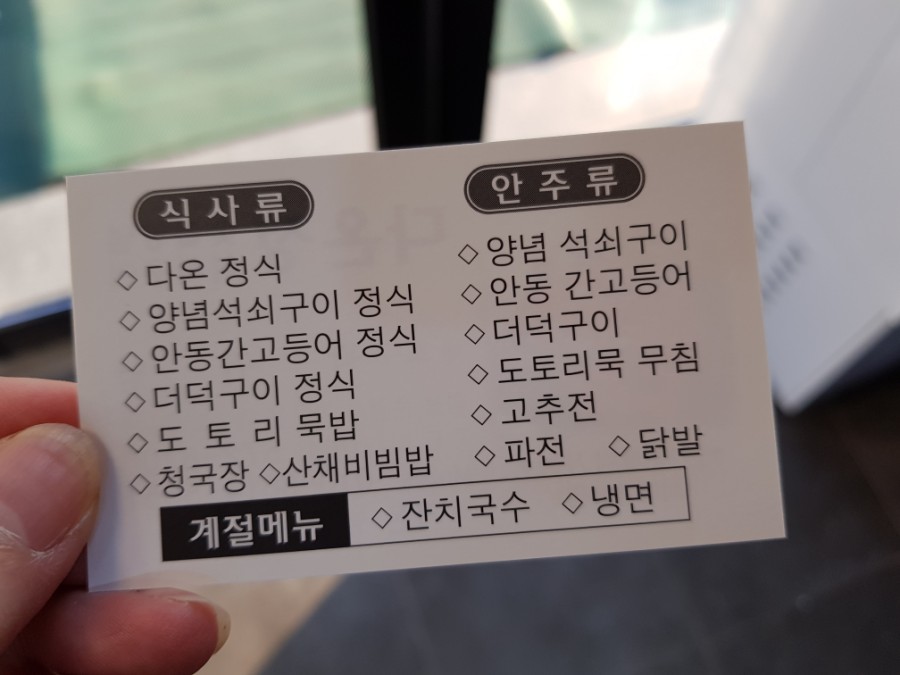 식사류
◇다온 정식
◇양념석쇠구이 정식
◇안동간고등어 정식
◇더덕구이 정식
◇도 토 리 묵밥
◇청국장 ◇산채비빔밥
안주류
◇양념 석쇠구이
◇안동 간고등어
◇더덕구이
◇도토리묵 무침
◇고추전
◇파전 ◇닭발
계절메뉴 ◇잔치국수 ◇냉면